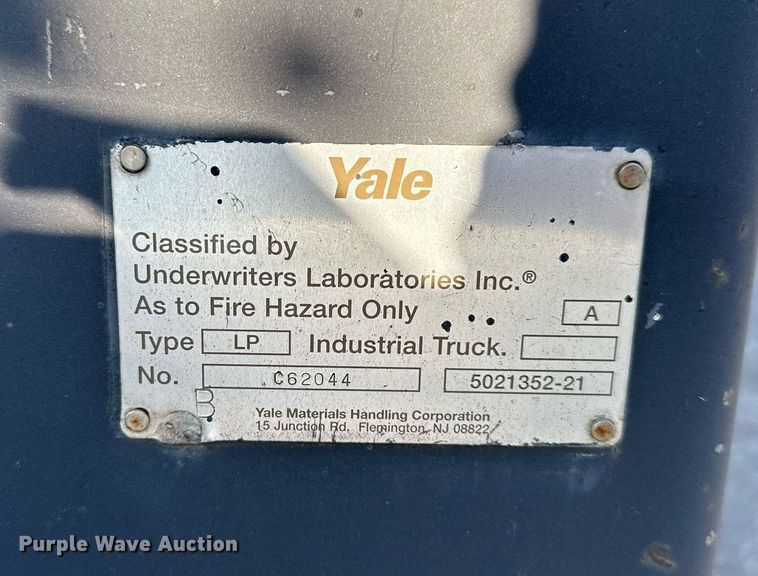 Yale
Classified by
Underwriters Laboratories Inc.®
As to Fire Hazard Only A
Type LP Industrial Truck.
No. C62044 5021352-21
B
Yale Materials Handling Corporation
15 Junction Rd. Flemington, NJ 08822
Purple Wave Auction